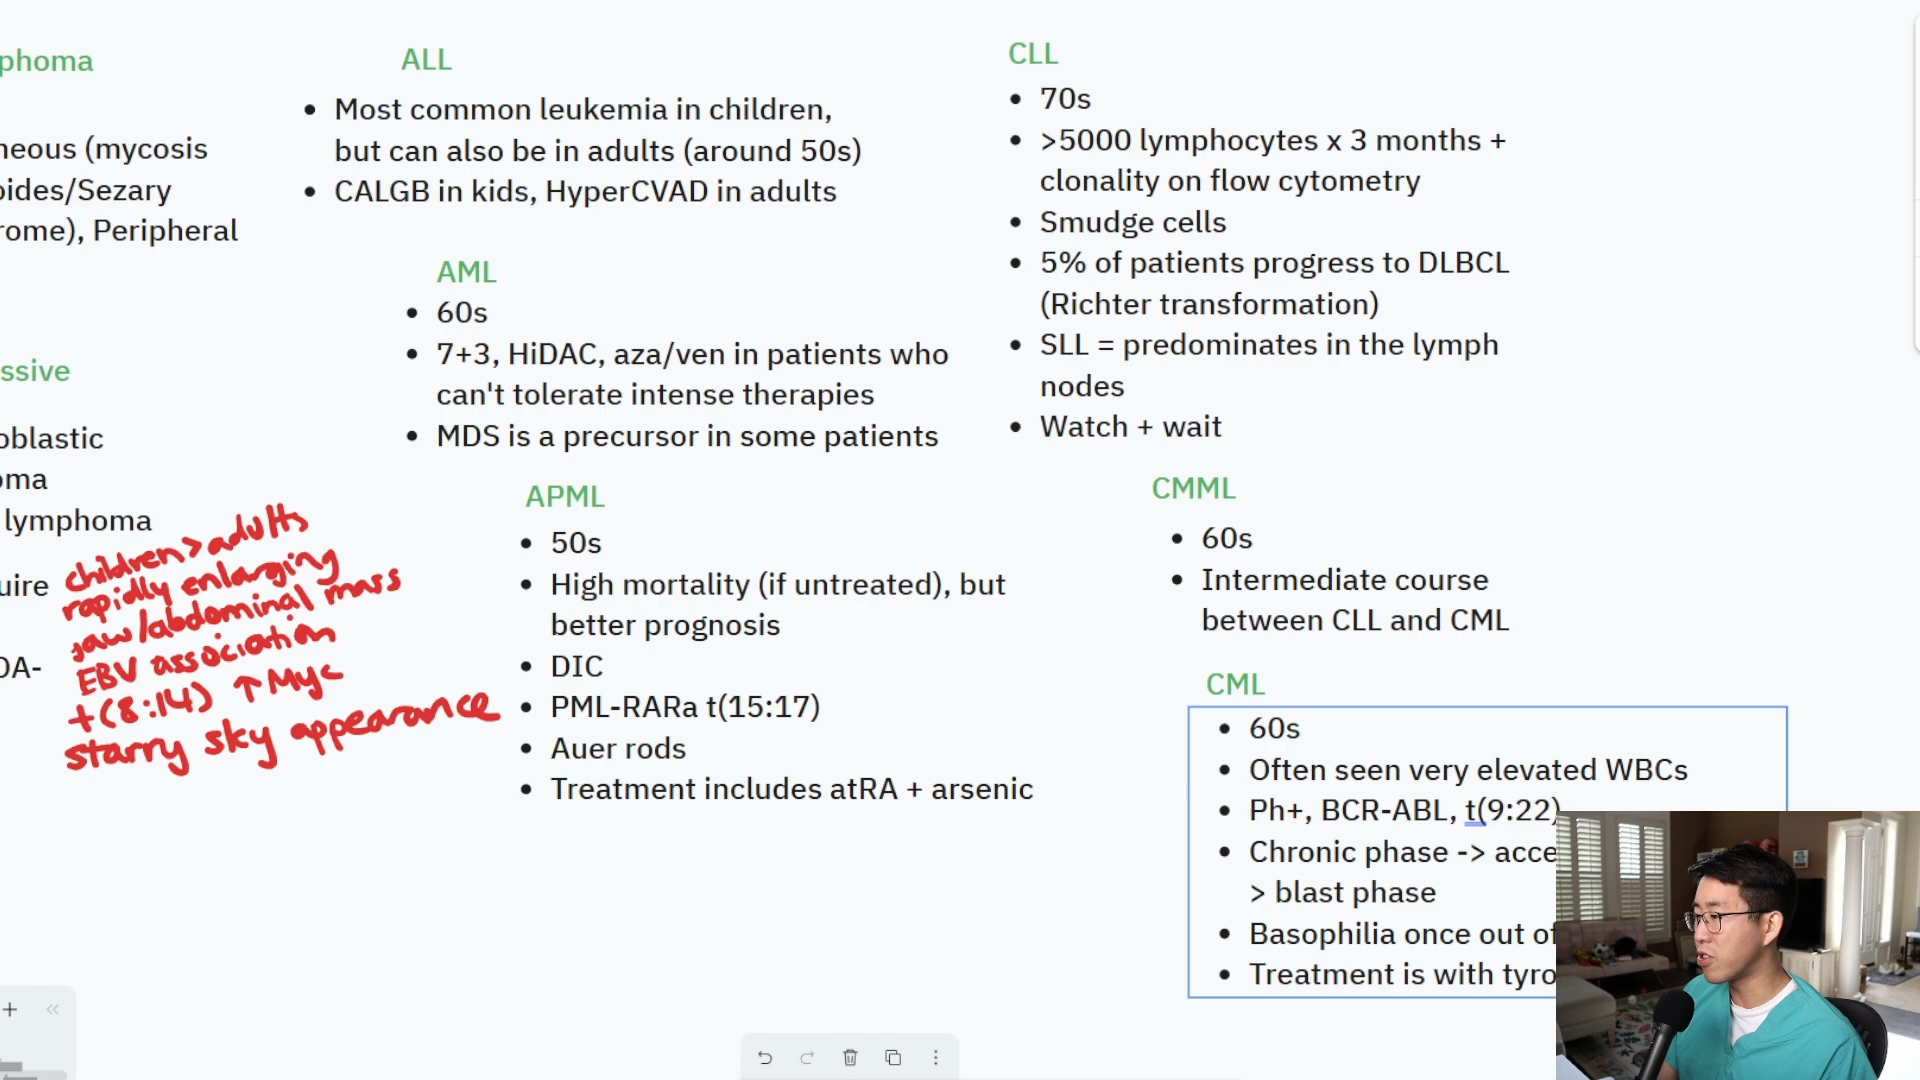 phoma
neous (mycosis
oides/Sezary
rome), Peripheral
ssive
oblastic
oma
lymphoma
uire
OA-
children>adults
rapidly enlarging
jaw/abdominal mass
EBV association
t(8:14) ↑Myc
starry sky appearance
ALL
• Most common leukemia in children,
but can also be in adults (around 50s)
• CALGB in kids, HyperCVAD in adults
AML
• 60s
• 7+3, HiDAC, aza/ven in patients who
can't tolerate intense therapies
• MDS is a precursor in some patients
APML
• 50s
• High mortality (if untreated), but
better prognosis
• DIC
• PML-RARa t(15:17)
• Auer rods
• Treatment includes atRA + arsenic
CLL
• 70s
• >5000 lymphocytes x 3 months +
clonality on flow cytometry
• Smudge cells
• 5% of patients progress to DLBCL
(Richter transformation)
• SLL = predominates in the lymph
nodes
• Watch + wait
CMML
• 60s
• Intermediate course
between CLL and CML
CML
• 60s
• Often seen very elevated WBCs
• Ph+, BCR-ABL, t(9:22)
• Chronic phase -> acce
> blast phase
• Basophilia once out of
• Treatment is with tyro